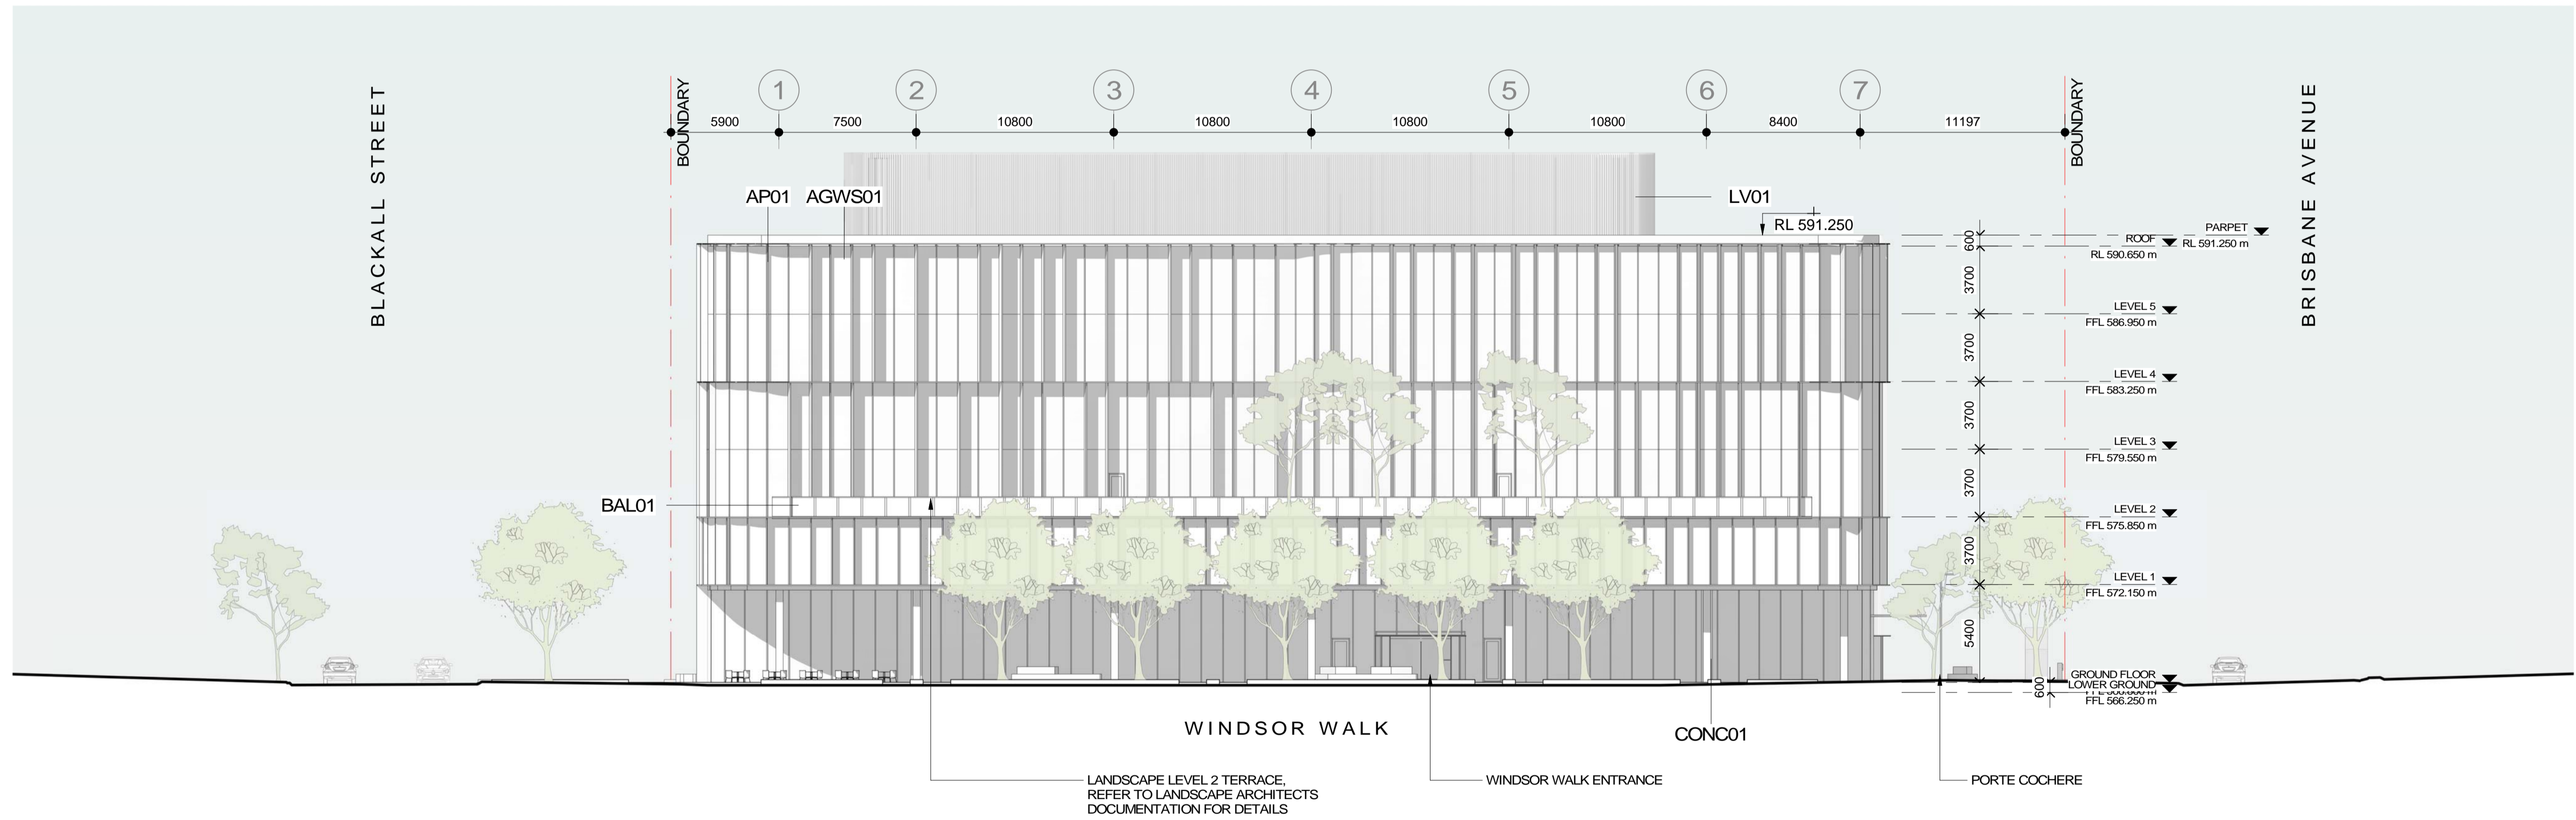 BLACKALL STREET
BOUNDARY
1
2
3
4
5
6
7
BOUNDARY
BRISBANE AVENUE
5900
7500
10800
10800
10800
10800
8400
11197
AP01
AGWS01
LV01
RL 591.250
PARPET
RL 591.250 m
600
ROOF
RL 590.650 m
3700
LEVEL 5
FFL 586.950 m
3700
LEVEL 4
FFL 583.250 m
3700
LEVEL 3
FFL 579.550 m
3700
BAL01
LEVEL 2
FFL 575.850 m
3700
LEVEL 1
FFL 572.150 m
5400
GROUND FLOOR
LOWER GROUND
600
FFL 566.250 m
WINDSOR WALK
CONC01
LANDSCAPE LEVEL 2 TERRACE,
REFER TO LANDSCAPE ARCHITECTS
DOCUMENTATION FOR DETAILS
WINDSOR WALK ENTRANCE
PORTE COCHERE